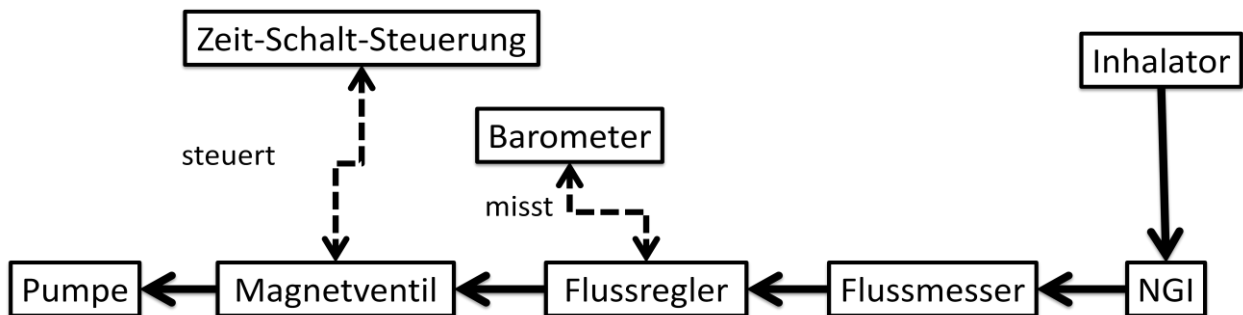 Zeit-Schalt-Steuerung
Inhalator
Barometer
steuert
misst
Pumpe
Magnetventil
Flussregler
Flussmesser
NGI